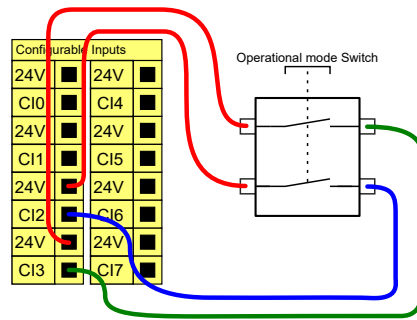 Configurable Inputs
Operational mode Switch
24V 24V
CI0 CI4
24V 24V
CI1 CI5
24V 24V
CI2 CI6
24V 24V
CI3 CI7